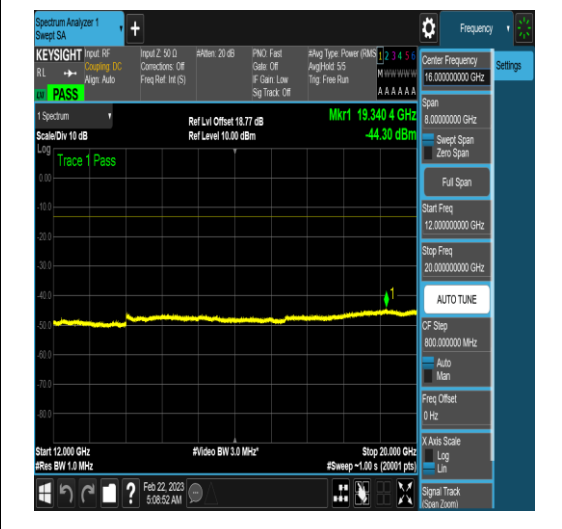 Spectrum Analyzer 1
Swept SA
+
Frequency
KEYSIGHT
RL
PASS
Input: RF
Coupling: DC
Align: Auto
Input Z: 50 Ω
Corrections: Off
Freq Ref: Int (S)
#Atten: 20 dB
PNO: Fast
Gate: Off
IF Gain: Low
Sig Track: Off
#Avg Type: Power (RMS
Avg|Hold: 5/5
Trig: Free Run
1 2 3 4 5 6
M W W W W W
A A A A A A
1 Spectrum
Scale/Div 10 dB
Ref Lvl Offset 18.77 dB
Ref Level 10.00 dBm
Mkr1 19.340 4 GHz
-44.30 dBm
Log
Trace 1 Pass
0.00
-10.0
-20.0
-30.0
-40.0
-50.0
-60.0
-70.0
-80.0
1
Start 12.000 GHz
#Res BW 1.0 MHz
#Video BW 3.0 MHz*
Stop 20.000 GHz
#Sweep ~1.00 s (20001 pts)
?
Feb 22, 2023
5:08:52 AM
Center Frequency
16.000000000 GHz
Settings
Span
8.00000000 GHz
Swept Span
Zero Span
Full Span
Start Freq
12.000000000 GHz
Stop Freq
20.000000000 GHz
AUTO TUNE
CF Step
800.000000 MHz
Auto
Man
Freq Offset
0 Hz
X Axis Scale
Log
Lin
Signal Track
(Span Zoom)